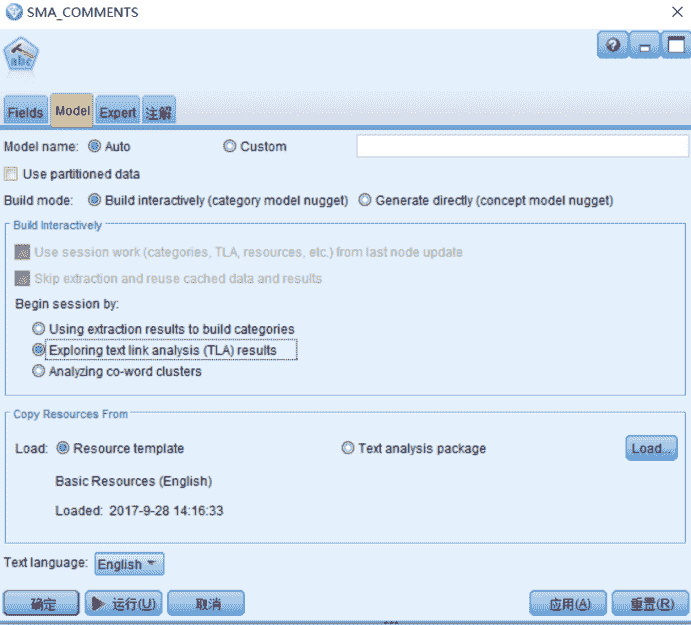 SMA_COMMENTS
abc
Fields Model Expert 注解
Model name: Auto Custom
Use partitioned data
Build mode: Build interactively (category model nugget) Generate directly (concept model nugget)
Build Interactively
Use session work (categories, TLA, resources, etc.) from last node update
Skip extraction and reuse cached data and results
Begin session by:
Using extraction results to build categories
Exploring text link analysis (TLA) results
Analyzing co-word clusters
Copy Resources From
Load: Resource template Text analysis package Load...
Basic Resources (English)
Loaded: 2017-9-28 14:16:33
Text language: English
确定 运行(U) 取消 应用(A) 重置(R)